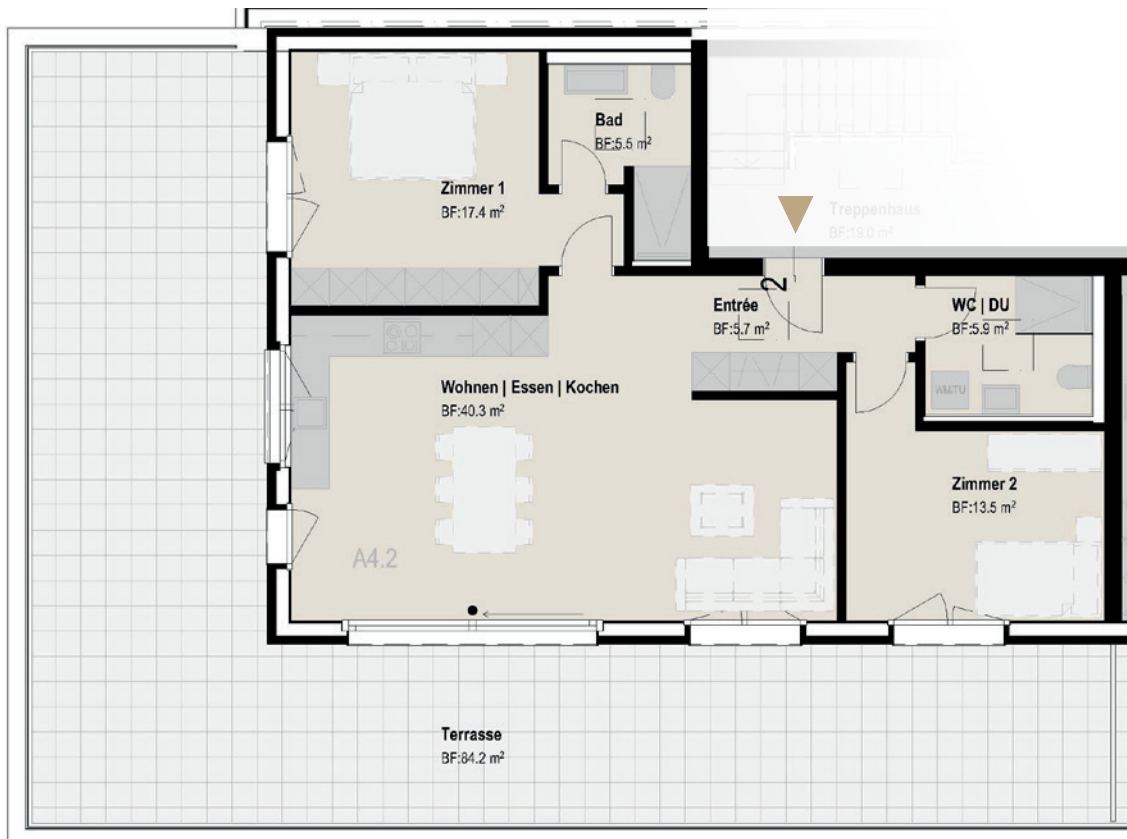 Bad
BF:5.5 m²
Zimmer 1
BF:17.4 m²
Treppenhaus
BF:19.0 m²
2
Entrée
BF:5.7 m²
WC | DU
BF:5.9 m²
WM/TU
Wohnen | Essen | Kochen
BF:40.3 m²
Zimmer 2
BF:13.5 m²
A4.2
Terrasse
BF:84.2 m²